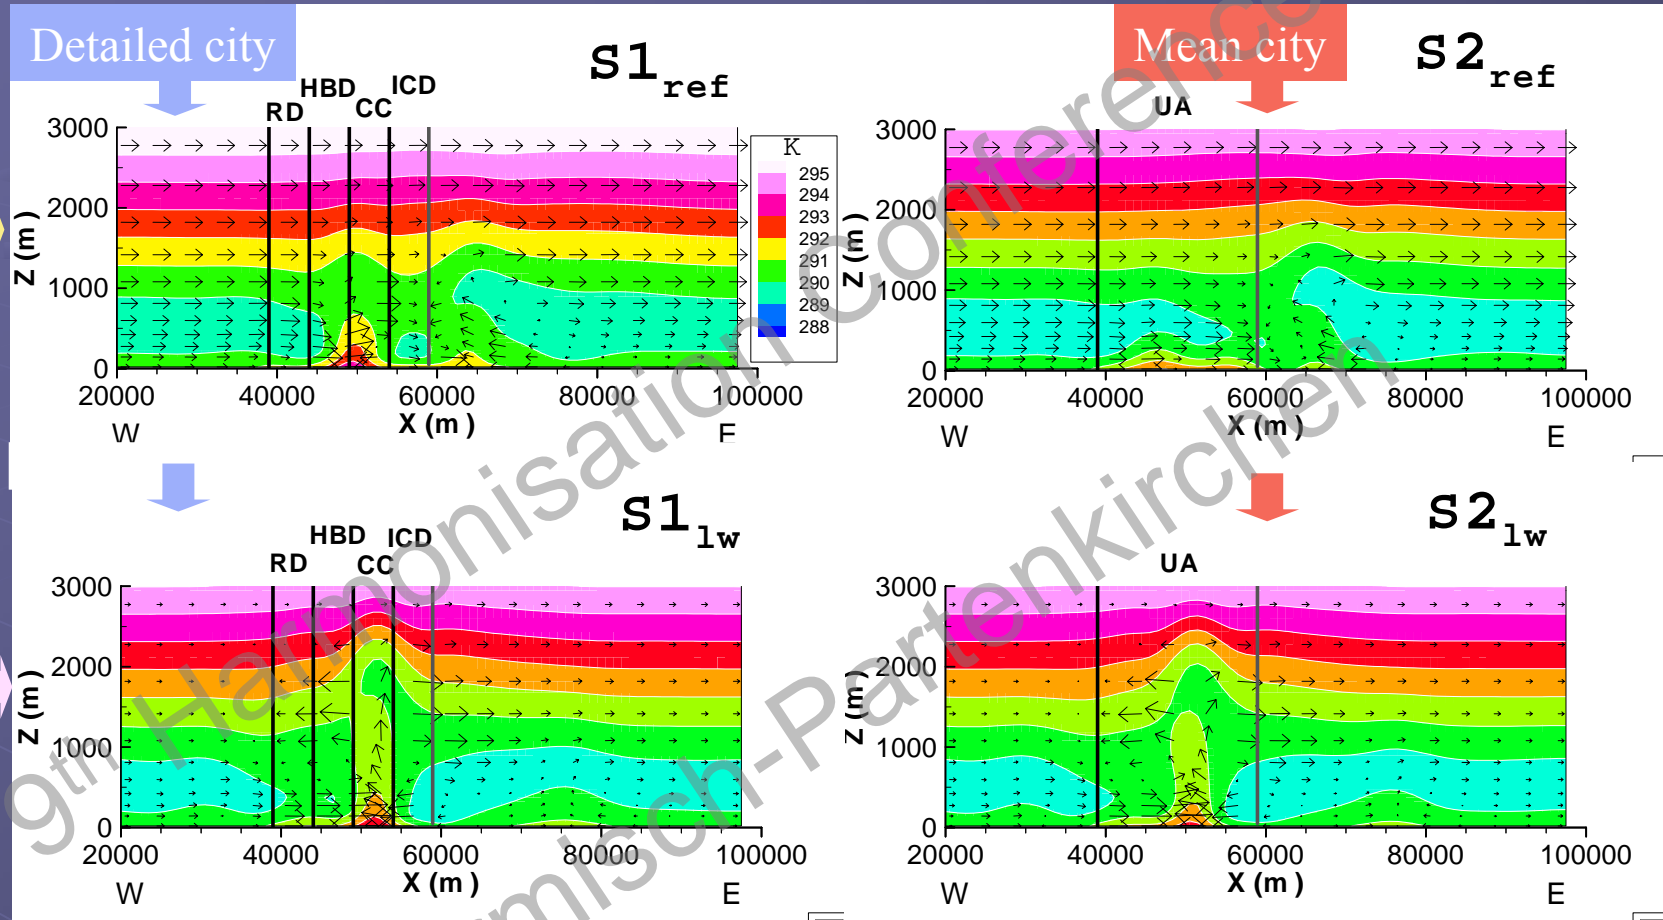 Detailed city
S1ref
HBD ICD
RD CC
3000
2000
1000
0
Z (m)
20000 40000 60000 80000 100000
X (m)
W E
K
295
294
293
292
291
290
289
288
Mean city
S2ref
UA
3000
2000
1000
0
Z (m)
20000 40000 60000 80000 100000
X (m)
W E
S1lw
HBD ICD
RD CC
3000
2000
1000
0
Z (m)
20000 40000 60000 80000 100000
X (m)
W E
S2lw
UA
3000
2000
1000
0
Z (m)
20000 40000 60000 80000 100000
X (m)
W E
9th Harmonisation Conference
misch-Partenkirchen